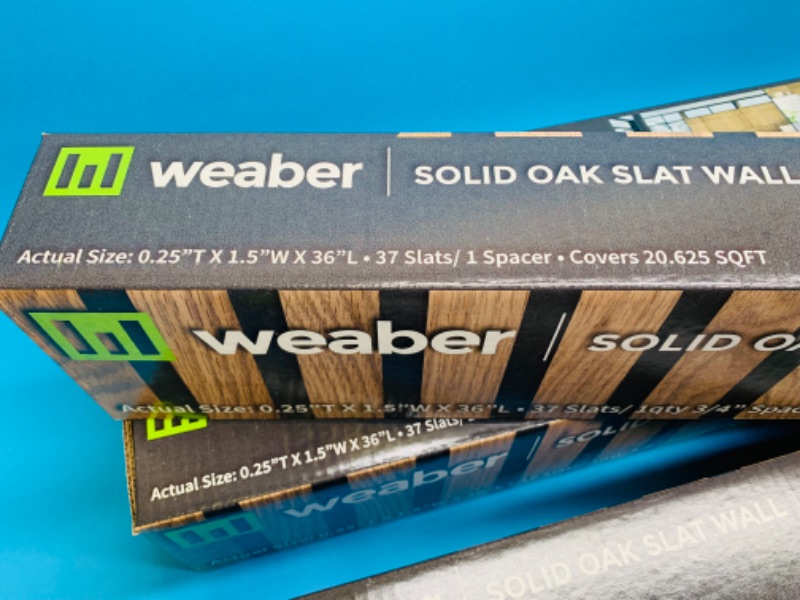 weaber | SOLID OAK SLAT WALL
Actual Size: 0.25”T X 1.5”W X 36”L • 37 Slats/ 1 Spacer • Covers 20.625 SQFT
weaber | SOLID
Actual Size: 0.25”T X 1.5”W X 36”L • 37 Slats/ 1qty 3/4”
Actual Size: 0.25”T X 1.5”W X 36”L • 37 Slats/
weaber | SOLID
SOLID OAK SLAT WALL